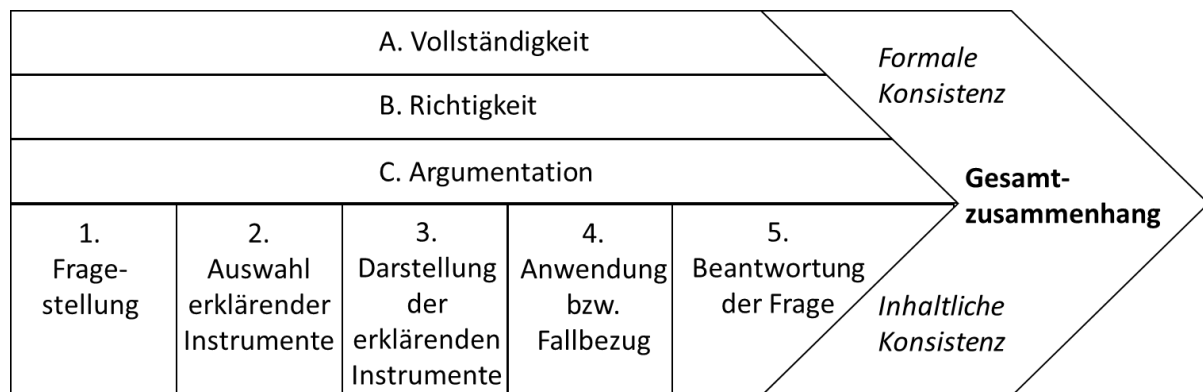 A. Vollständigkeit
B. Richtigkeit
C. Argumentation
1.
Frage-
stellung
2.
Auswahl
erklärender
Instrumente
3.
Darstellung
der
erklärenden
Instrumente
4.
Anwendung
bzw.
Fallbezug
5.
Beantwortung
der Frage
Formale
Konsistenz
Gesamt-
zusammenhang
Inhaltliche
Konsistenz